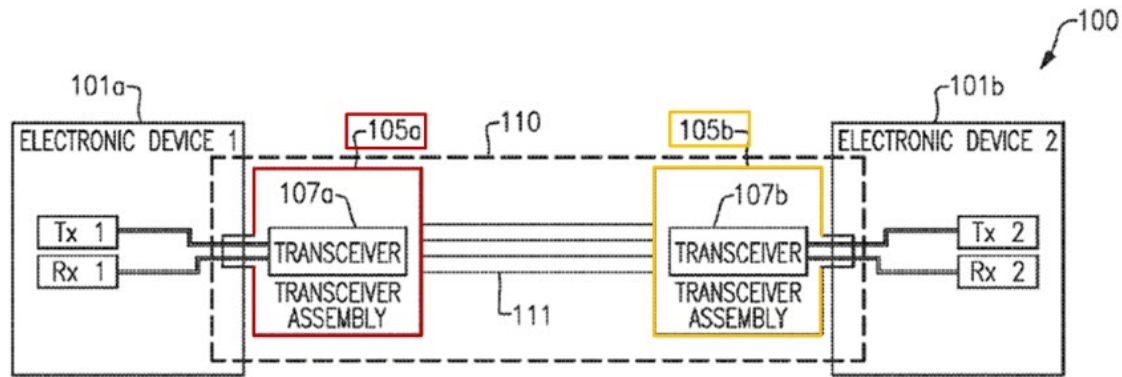 100
101a
101b
105a
110
105b
ELECTRONIC DEVICE 1
ELECTRONIC DEVICE 2
107a
107b
Tx 1
Rx 1
TRANSCEIVER
TRANSCEIVER
ASSEMBLY
111
TRANSCEIVER
TRANSCEIVER
ASSEMBLY
Tx 2
Rx 2